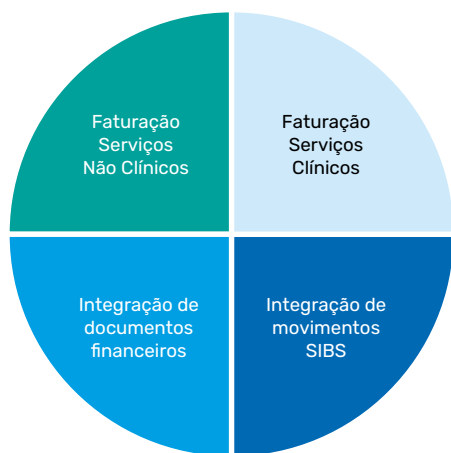 Faturação
Serviços
Não Clínicos
Faturação
Serviços
Clínicos
Integração de
documentos
financeiros
Integração de
movimentos
SIBS